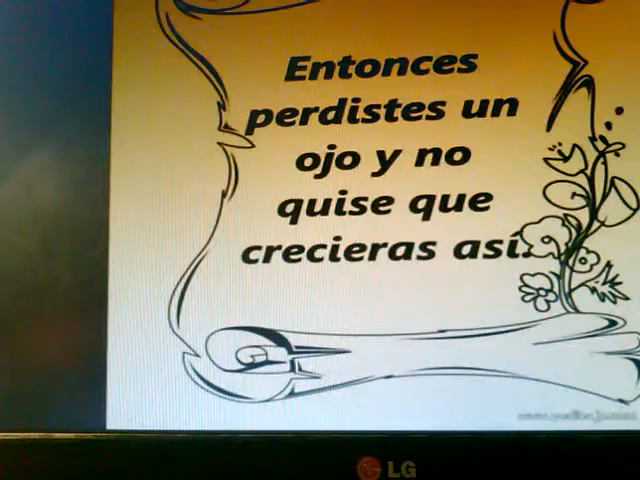 Entonces
perdistes un
ojo y no
quise que
crecieras así.
LG